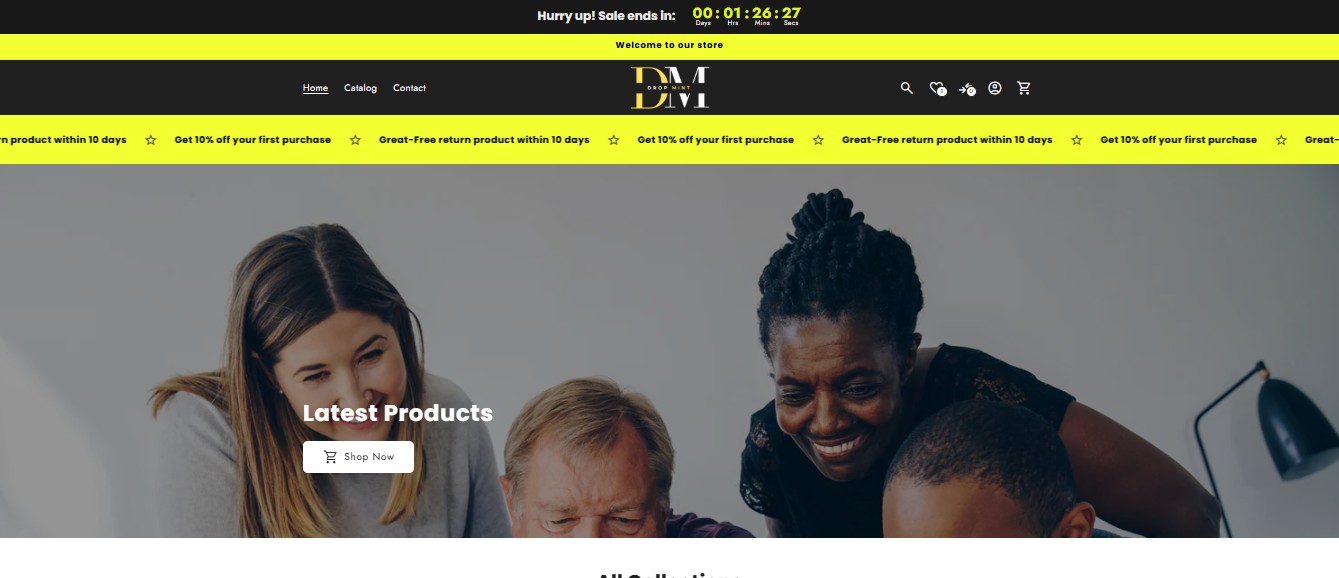 Hurry up! Sale ends in:
00 : 01 : 26 : 27
Days Hrs Mins Secs
Welcome to our store
Home Catalog Contact
DM
DROP MINT
1
0
n product within 10 days ☆ Get 10% off your first purchase ☆ Great-Free return product within 10 days ☆ Get 10% off your first purchase ☆ Great-Free return product within 10 days ☆ Get 10% off your first purchase ☆ Great-
Latest Products
Shop Now
All Collections